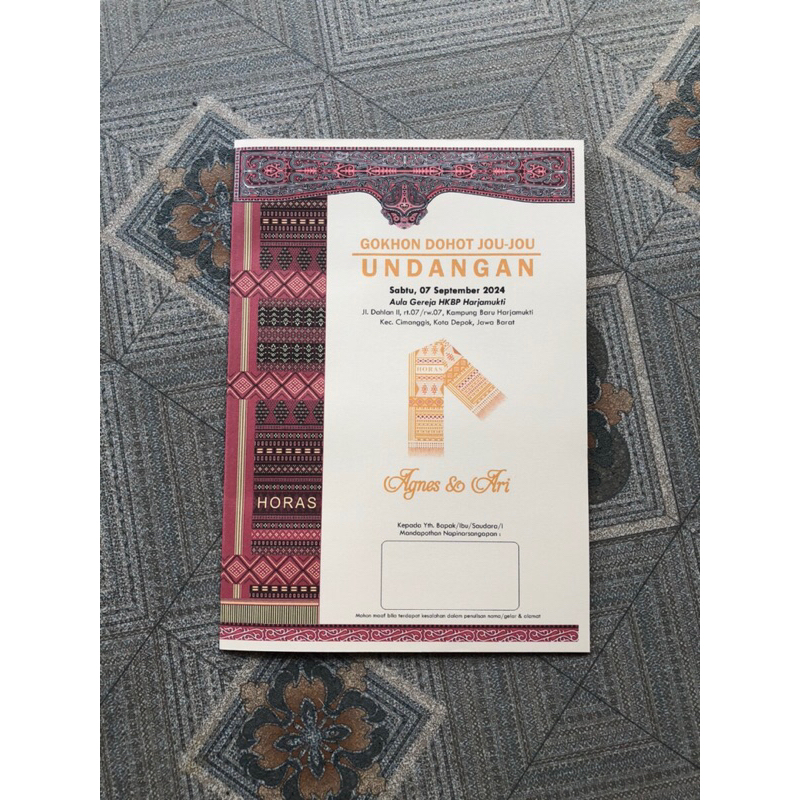 GOKHON DOHOT JOU-JOU
UNDANGAN
Sabtu, 07 September 2024
Aula Gereja HKBP Harjamukti
Jl. Dahlan II, rt.07/rw.07, Kampung Baru Harjamukti
Kec. Cimanggis, Kota Depok, Jawa Barat
HORAS
Agnes & Ari
HORAS
Kepada Yth. Bapak/Ibu/Saudara/i
Mandapothon Napinarsangapan :
Mohon maaf bila terdapat kesalahan dalam penulisan nama/gelar & alamat